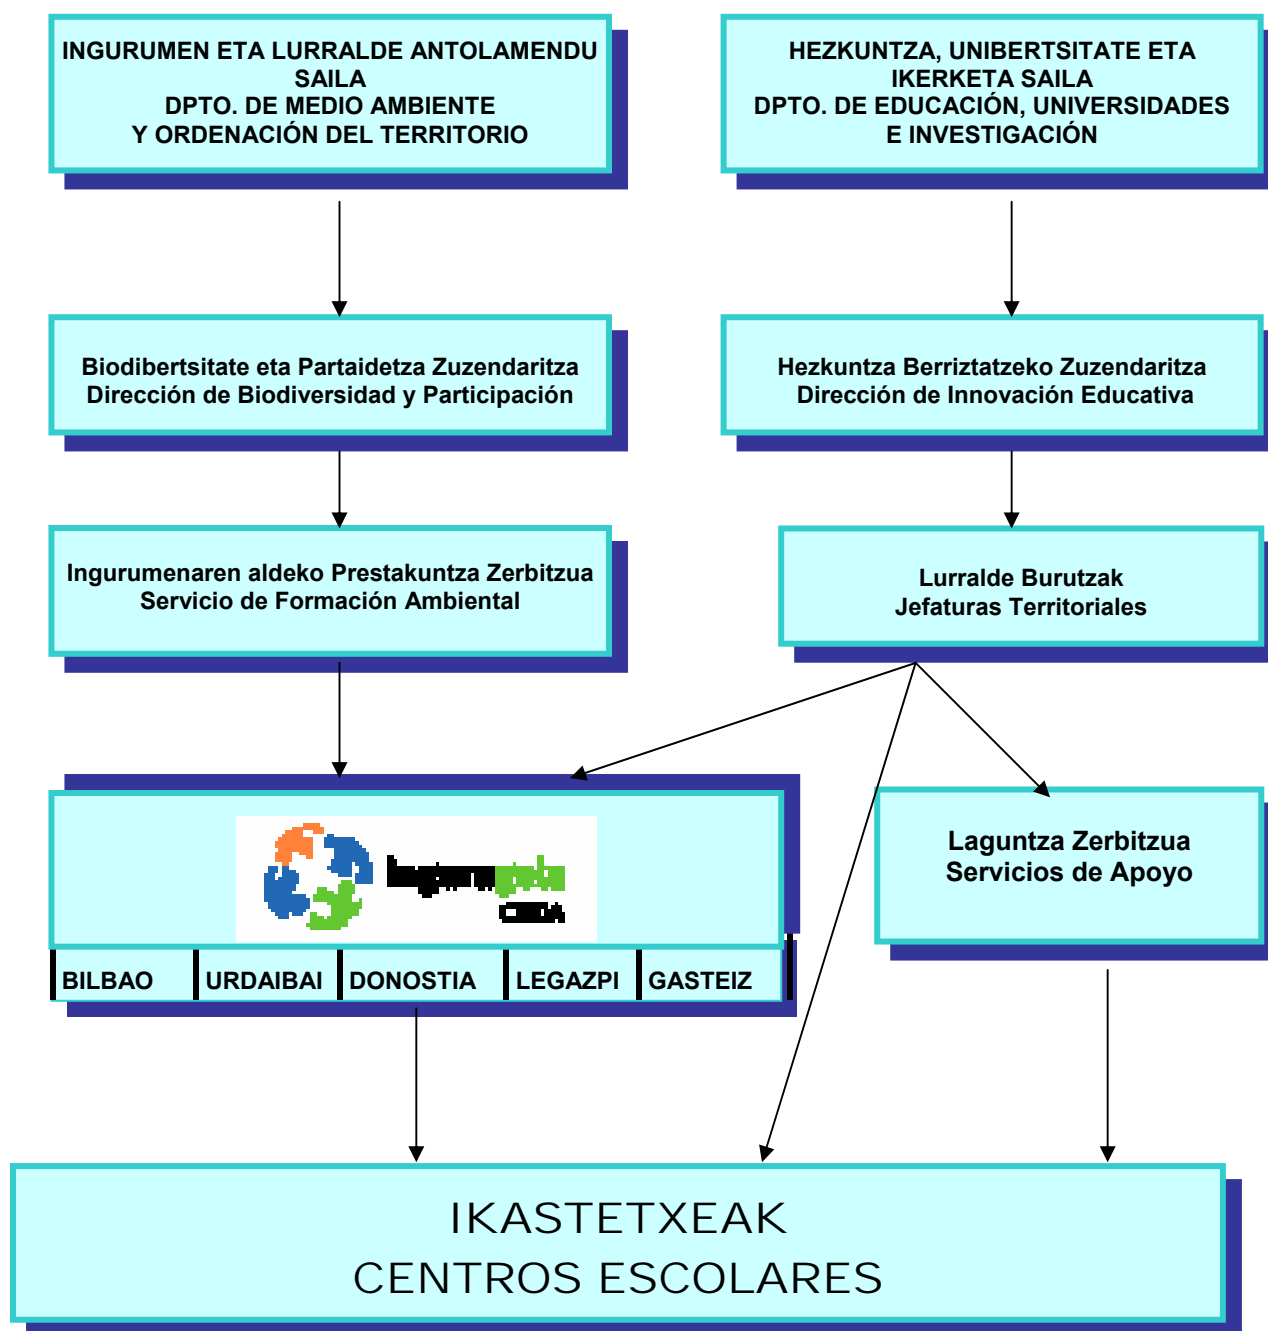 INGURUMEN ETA LURRALDE ANTOLAMENDU
SAILA
DPTO. DE MEDIO AMBIENTE
Y ORDENACIÓN DEL TERRITORIO
HEZKUNTZA, UNIBERTSITATE ETA
IKERKETA SAILA
DPTO. DE EDUCACIÓN, UNIVERSIDADES
E INVESTIGACIÓN
Biodibertsitate eta Partaidetza Zuzendaritza
Dirección de Biodiversidad y Participación
Hezkuntza Berriztatzeko Zuzendaritza
Dirección de Innovación Educativa
Ingurumenaren aldeko Prestakuntza Zerbitzua
Servicio de Formación Ambiental
Lurralde Burutzak
Jefaturas Territoriales
Laguntza Zerbitzua
Servicios de Apoyo
BILBAO
URDAIBAI
DONOSTIA
LEGAZPI
GASTEIZ
IKASTETXEAK
CENTROS ESCOLARES